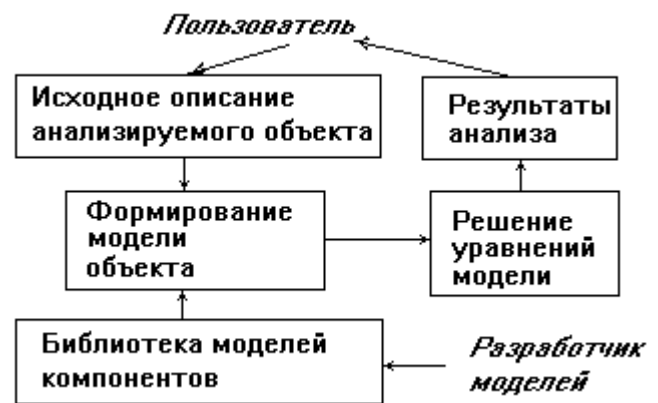 Пользователь
Исходное описание
анализируемого объекта
Результаты
анализа
Формирование
модели
объекта
Решение
уравнений
модели
Библиотека моделей
компонентов
Разработчик
моделей